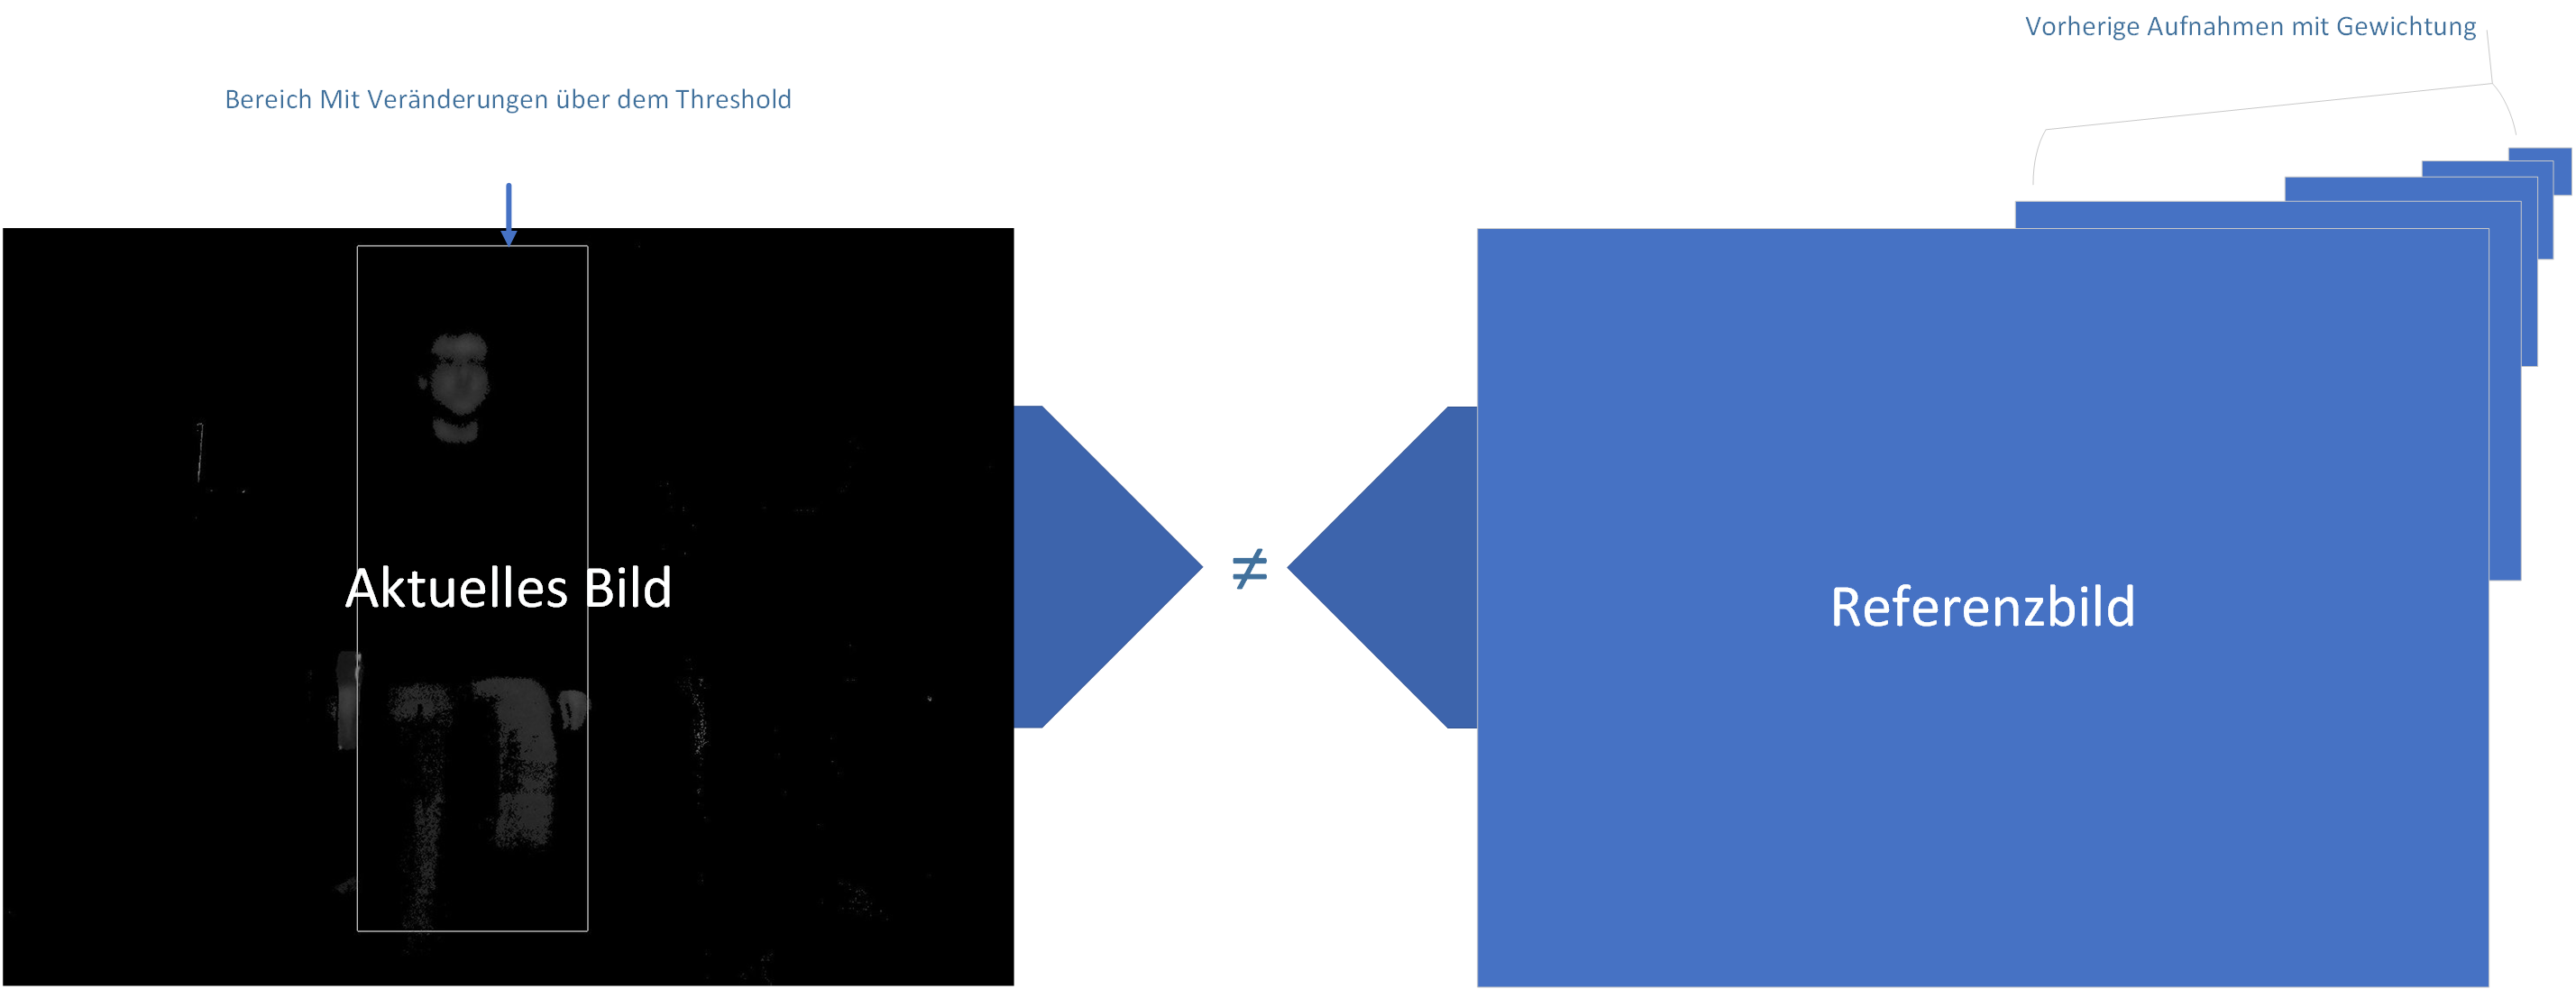 Vorherige Aufnahmen mit Gewichtung
Bereich Mit Veränderungen über dem Threshold
Aktuelles Bild
≠
Referenzbild